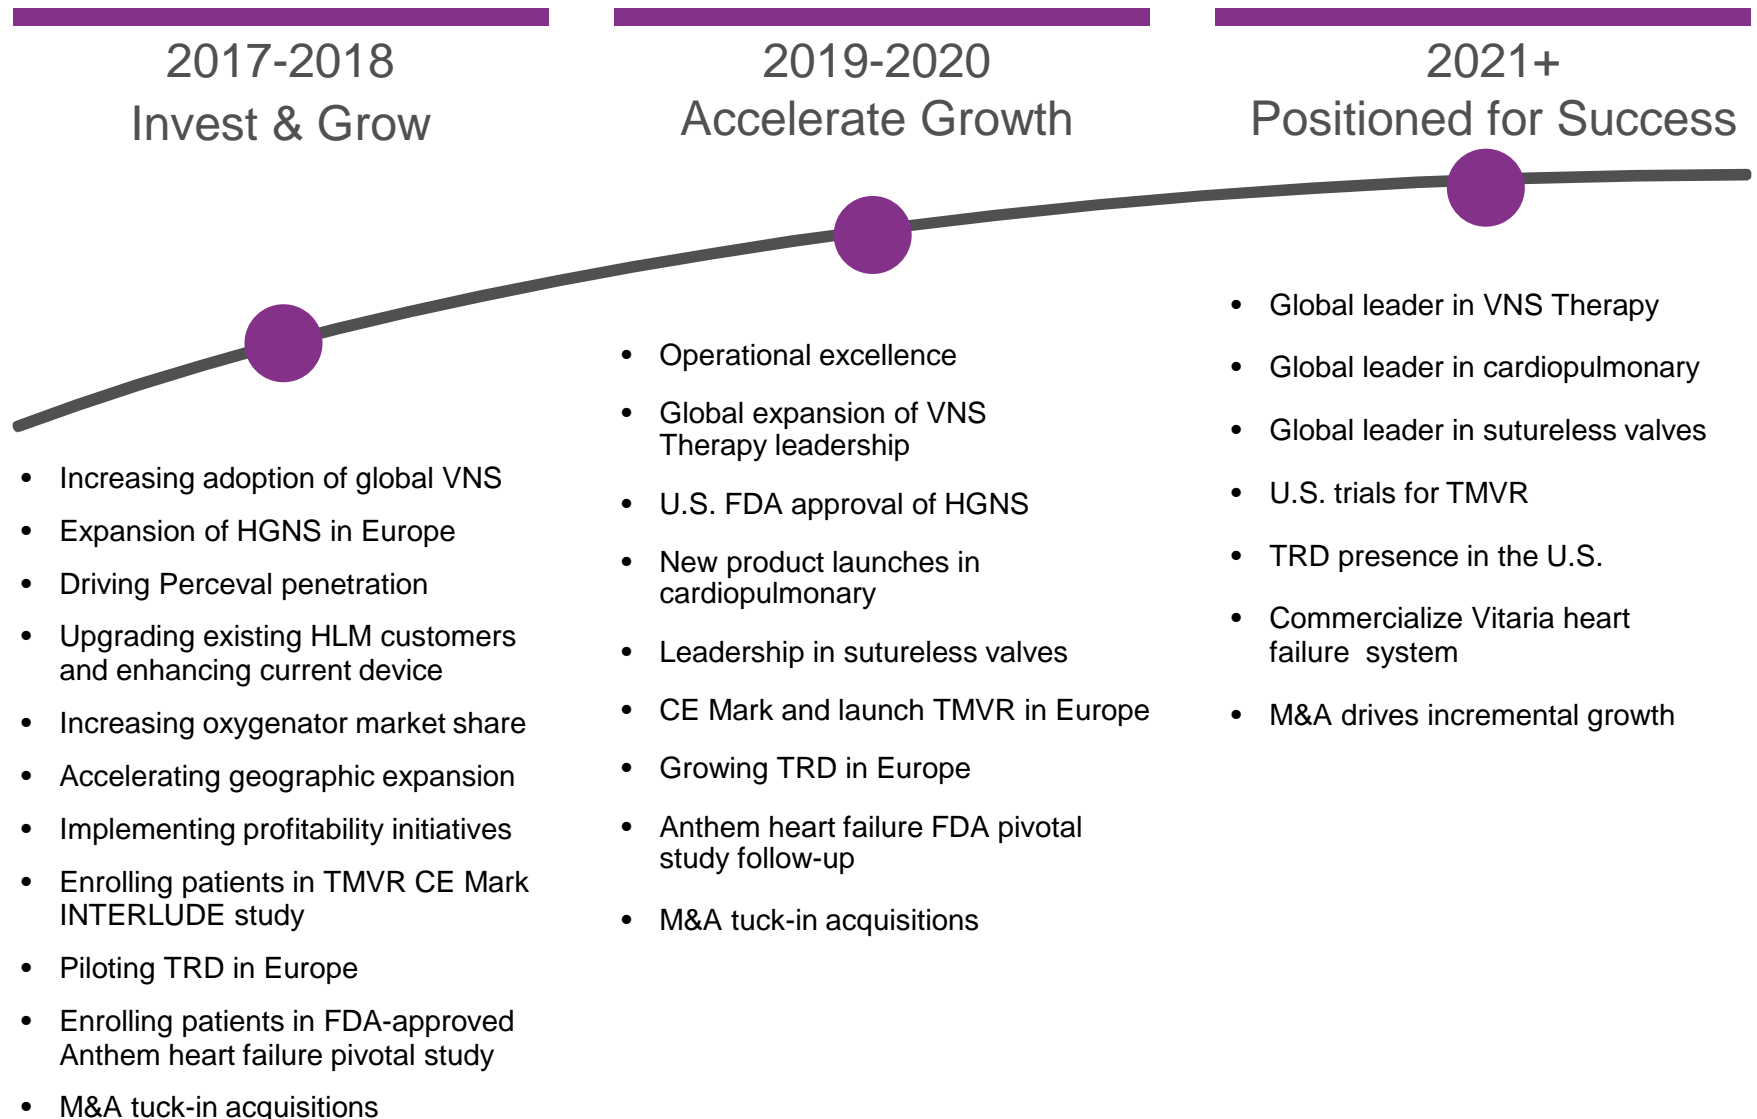 2017-2018
Invest & Grow
• Increasing adoption of global VNS
• Expansion of HGNS in Europe
• Driving Perceval penetration
• Upgrading existing HLM customers
and enhancing current device
• Increasing oxygenator market share
• Accelerating geographic expansion
• Implementing profitability initiatives
• Enrolling patients in TMVR CE Mark
INTERLUDE study
• Piloting TRD in Europe
• Enrolling patients in FDA-approved
Anthem heart failure pivotal study
• M&A tuck-in acquisitions
2019-2020
Accelerate Growth
• Operational excellence
• Global expansion of VNS
Therapy leadership
• U.S. FDA approval of HGNS
• New product launches in
cardiopulmonary
• Leadership in sutureless valves
• CE Mark and launch TMVR in Europe
• Growing TRD in Europe
• Anthem heart failure FDA pivotal
study follow-up
• M&A tuck-in acquisitions
2021+
Positioned for Success
• Global leader in VNS Therapy
• Global leader in cardiopulmonary
• Global leader in sutureless valves
• U.S. trials for TMVR
• TRD presence in the U.S.
• Commercialize Vitaria heart
failure system
• M&A drives incremental growth